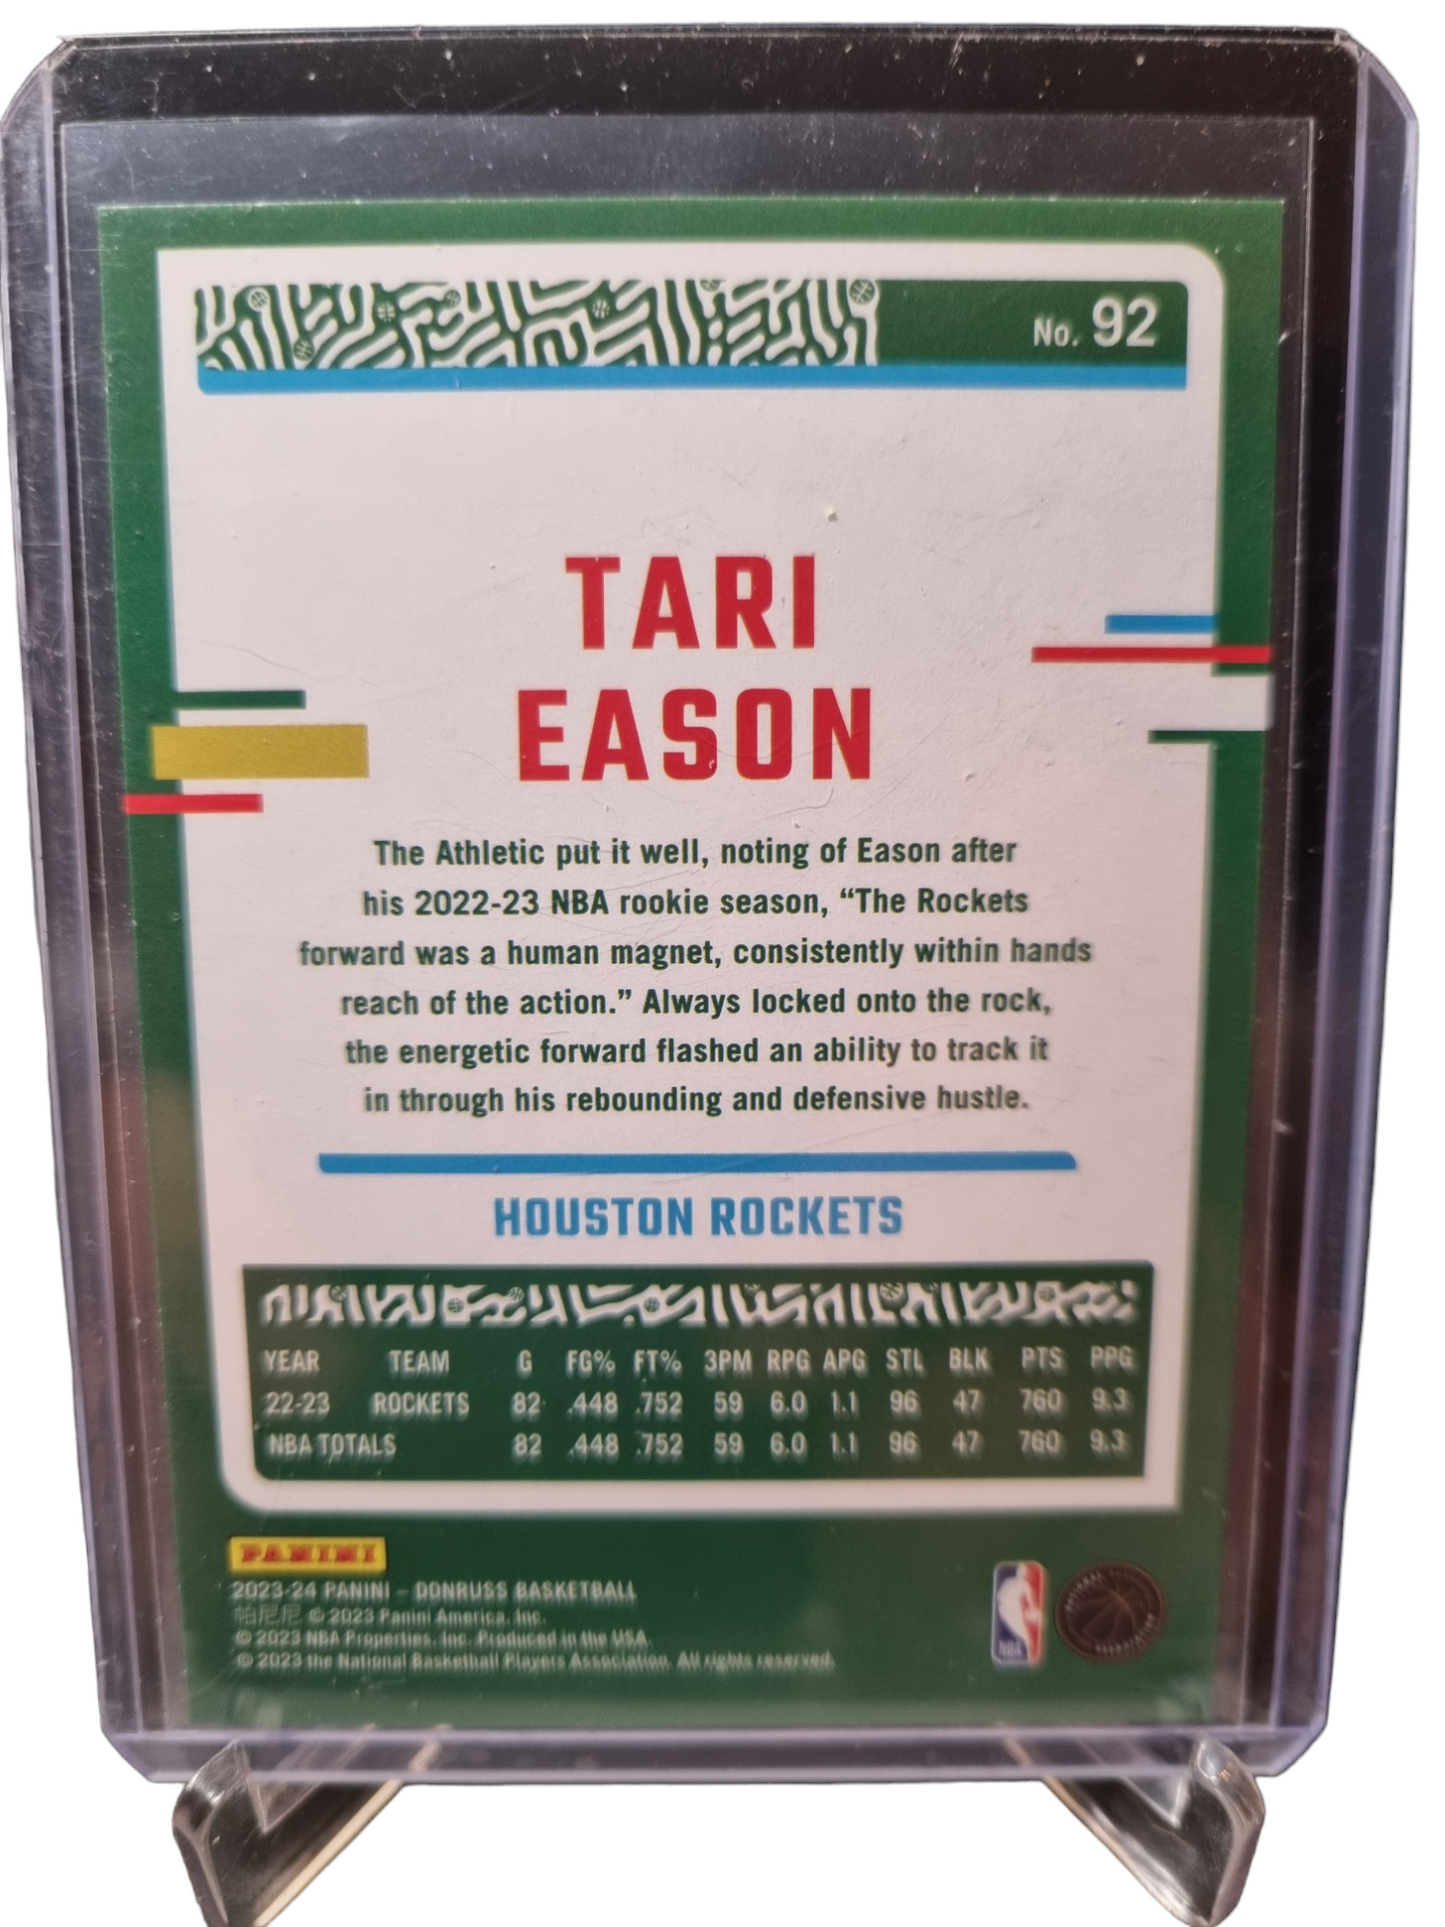 No. 92
TARI
EASON
The Athletic put it well, noting of Eason after
his 2022-23 NBA rookie season, “The Rockets
forward was a human magnet, consistently within hands
reach of the action.” Always locked onto the rock,
the energetic forward flashed an ability to track it
in through his rebounding and defensive hustle.
HOUSTON ROCKETS
YEAR TEAM G FG% FT% 3PM RPG APG STL BLK PTS PPG
22-23 ROCKETS 82 .448 .752 59 6.0 1.1 96 47 760 9.3
NBA TOTALS 82 .448 .752 59 6.0 1.1 96 47 760 9.3
PANINI
2023-24 PANINI – DONRUSS BASKETBALL
帕尼尼 © 2023 Panini America, Inc.
© 2023 NBA Properties, Inc. Produced in the USA.
© 2023 the National Basketball Players Association. All rights reserved.
NBA